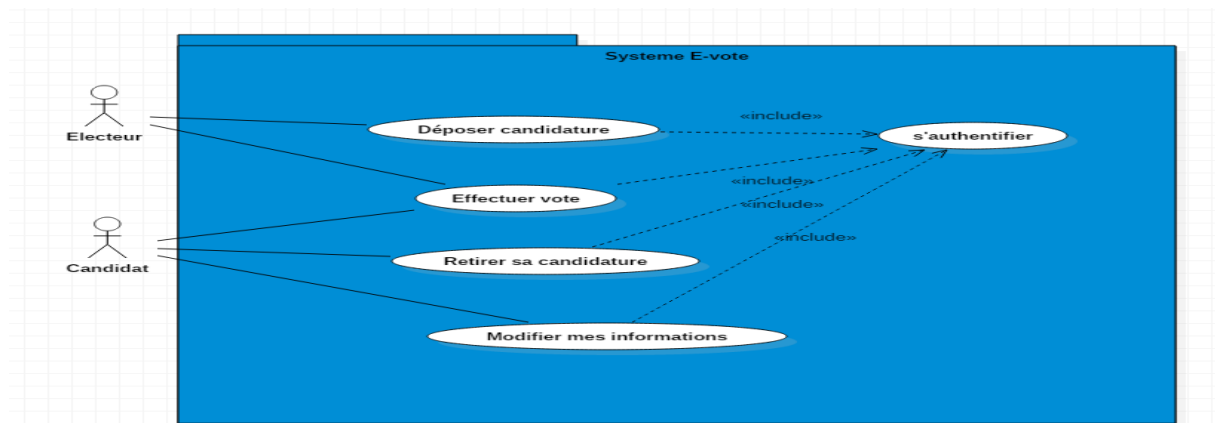 Systeme E-vote
Electeur
Déposer candidature
«include»
s'authentifier
Effectuer vote
«include»
«include»
Candidat
Retirer sa candidature
«include»
Modifier mes informations